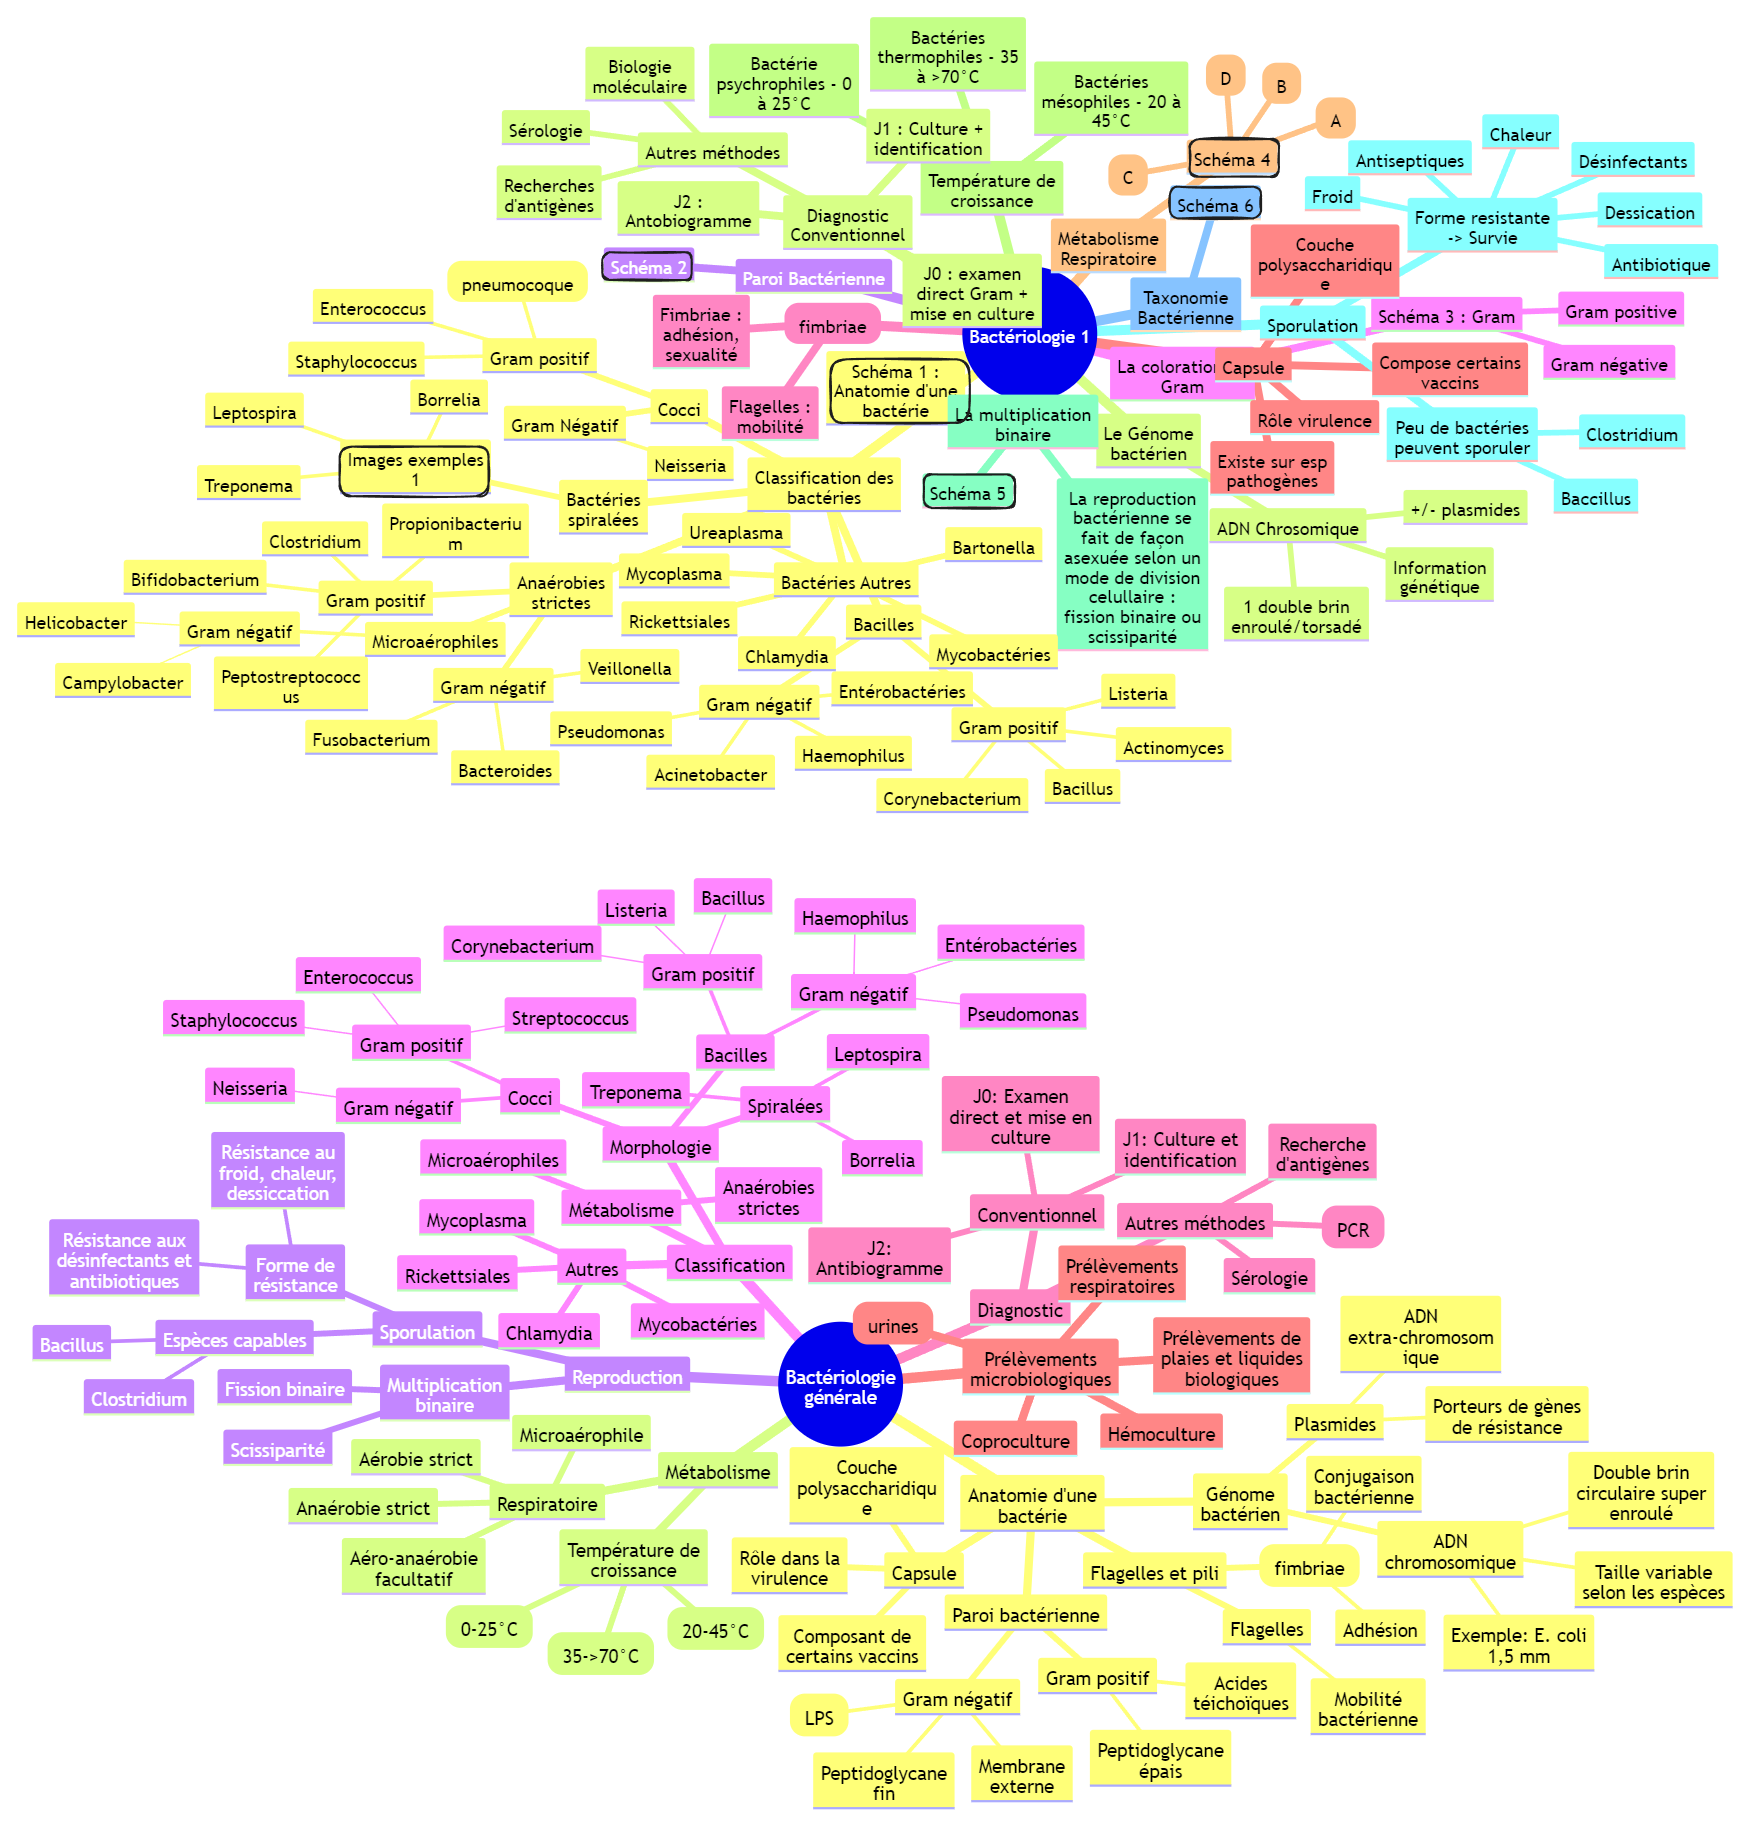 Bactéries
thermophiles - 35
à >70°C
Biologie
moléculaire
Bactérie
psychrophiles - 0
à 25°C
Bactéries
mésophiles - 20 à
45°C
D
B
A
C
Schéma 4
Sérologie
Autres méthodes
Recherches
d'antigènes
J1 : Culture +
identification
Température de
croissance
J2 :
Antobiogramme
Diagnostic
Conventionnel
Schéma 6
Métabolisme
Respiratoire
Chaleur
Antiseptiques
Désinfectants
Froid
Forme resistante
-> Survie
Dessication
Antibiotique
Couche
polysaccharidiqu
e
Schéma 2
Paroi Bactérienne
J0 : examen
direct Gram +
mise en culture
Taxonomie
Bactérienne
Sporulation
Schéma 3 : Gram
Gram positive
Gram négative
pneumocoque
Enterococcus
Staphylococcus
Gram positif
Fimbriae :
adhésion,
sexualité
fimbriae
Flagelles :
mobilité
Bactériologie 1
La coloration
Gram
Capsule
Compose certains
vaccins
Rôle virulence
Existe sur esp
pathogènes
Peu de bactéries
peuvent sporuler
Clostridium
Baccillus
Schéma 1 :
Anatomie d'une
bactérie
La multiplication
binaire
Le Génome
bactérien
Schéma 5
La reproduction
bactérienne se
fait de façon
asexuée selon un
mode de division
celullaire :
fission binaire ou
scissiparité
ADN Chrosomique
+/- plasmides
Information
génétique
1 double brin
enroulé/torsadé
Borrelia
Leptospira
Treponema
Images exemples
1
Cocci
Gram Négatif
Neisseria
Classification des
bactéries
Bactéries
spiralées
Propionibacteriu
m
Clostridium
Bifidobacterium
Gram positif
Anaérobies
strictes
Ureaplasma
Mycoplasma
Rickettsiales
Bactéries Autres
Bartonella
Bacilles
Chlamydia
Mycobactéries
Helicobacter
Gram négatif
Microaérophiles
Campylobacter
Peptostreptococc
us
Gram négatif
Veillonella
Fusobacterium
Bacteroides
Gram négatif
Entérobactéries
Pseudomonas
Acinetobacter
Haemophilus
Gram positif
Listeria
Actinomyces
Bacillus
Corynebacterium
Listeria
Bacillus
Haemophilus
Corynebacterium
Entérobactéries
Enterococcus
Gram positif
Gram négatif
Staphylococcus
Streptococcus
Pseudomonas
Gram positif
Bacilles
Leptospira
Neisseria
Gram négatif
Cocci
Treponema
Spiralées
Morphologie
Borrelia
J0: Examen
direct et mise en
culture
J1: Culture et
identification
Recherche
d'antigènes
Résistance au
froid, chaleur,
dessiccation
Microaérophiles
Anaérobies
strictes
Métabolisme
Mycoplasma
Conventionnel
Autres méthodes
PCR
Résistance aux
désinfectants et
antibiotiques
Forme de
résistance
Rickettsiales
Autres
Classification
J2:
Antibiogramme
Prélèvements
respiratoires
Sérologie
Chlamydia
Mycobactéries
Diagnostic
urines
Bacillus
Espèces capables
Sporulation
Clostridium
Fission binaire
Multiplication
binaire
Reproduction
Scissiparité
Bactériologie
générale
Prélèvements
microbiologiques
Prélèvements de
plaies et liquides
biologiques
Coproculture
Hémoculture
ADN
extra-chromosom
ique
Plasmides
Porteurs de gènes
de résistance
Microaérophile
Aérobie strict
Anaérobie strict
Respiratoire
Métabolisme
Aéro-anaérobie
facultatif
Température de
croissance
0-25°C
35->70°C
20-45°C
Couche
polysaccharidiqu
e
Anatomie d'une
bactérie
Génome
bactérien
Conjugaison
bactérienne
Double brin
circulaire super
enroulé
ADN
chromosomique
Taille variable
selon les espèces
Exemple: E. coli
1,5 mm
Rôle dans la
virulence
Capsule
Flagelles et pili
fimbriae
Adhésion
Flagelles
Mobilité
bactérienne
Composant de
certains vaccins
Paroi bactérienne
Gram négatif
Gram positif
Acides
téichoïques
LPS
Peptidoglycane
fin
Membrane
externe
Peptidoglycane
épais